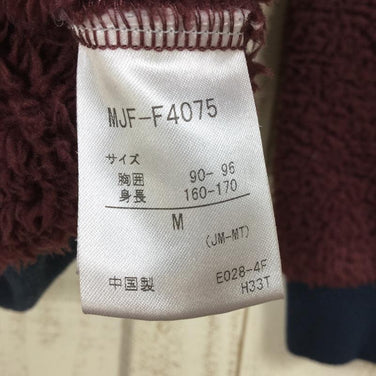 MJF-F4075
サイズ
胸囲 90- 96
身長 160-170
M
(JM-MT)
中国製 E028-4F
H33T